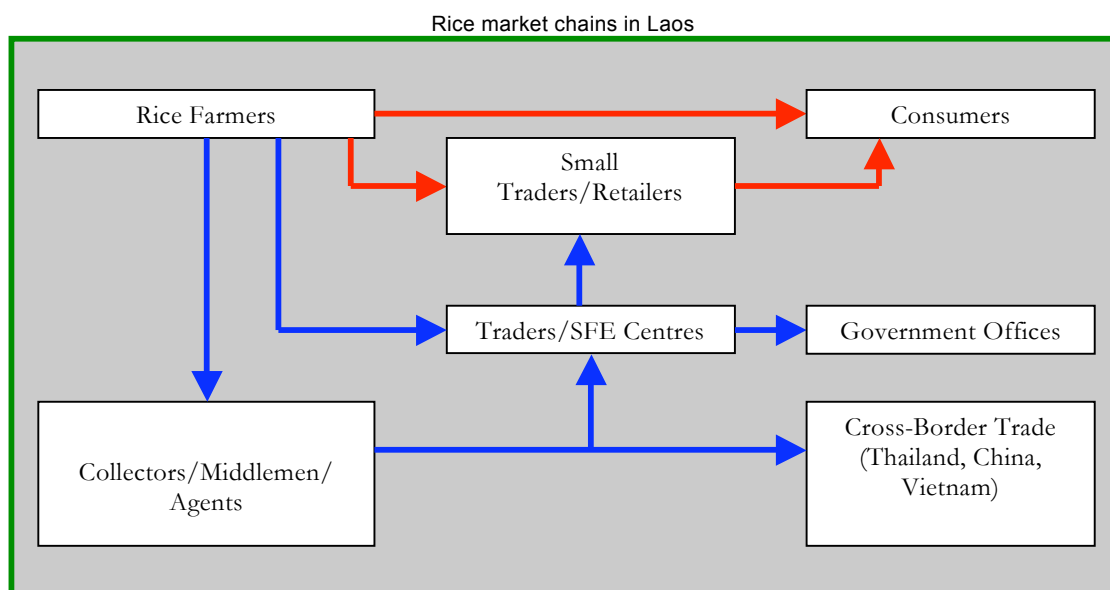 Rice market chains in Laos
Rice Farmers
Consumers
Small
Traders/Retailers
Traders/SFE Centres
Government Offices
Collectors/Middlemen/
Agents
Cross-Border Trade
(Thailand, China,
Vietnam)